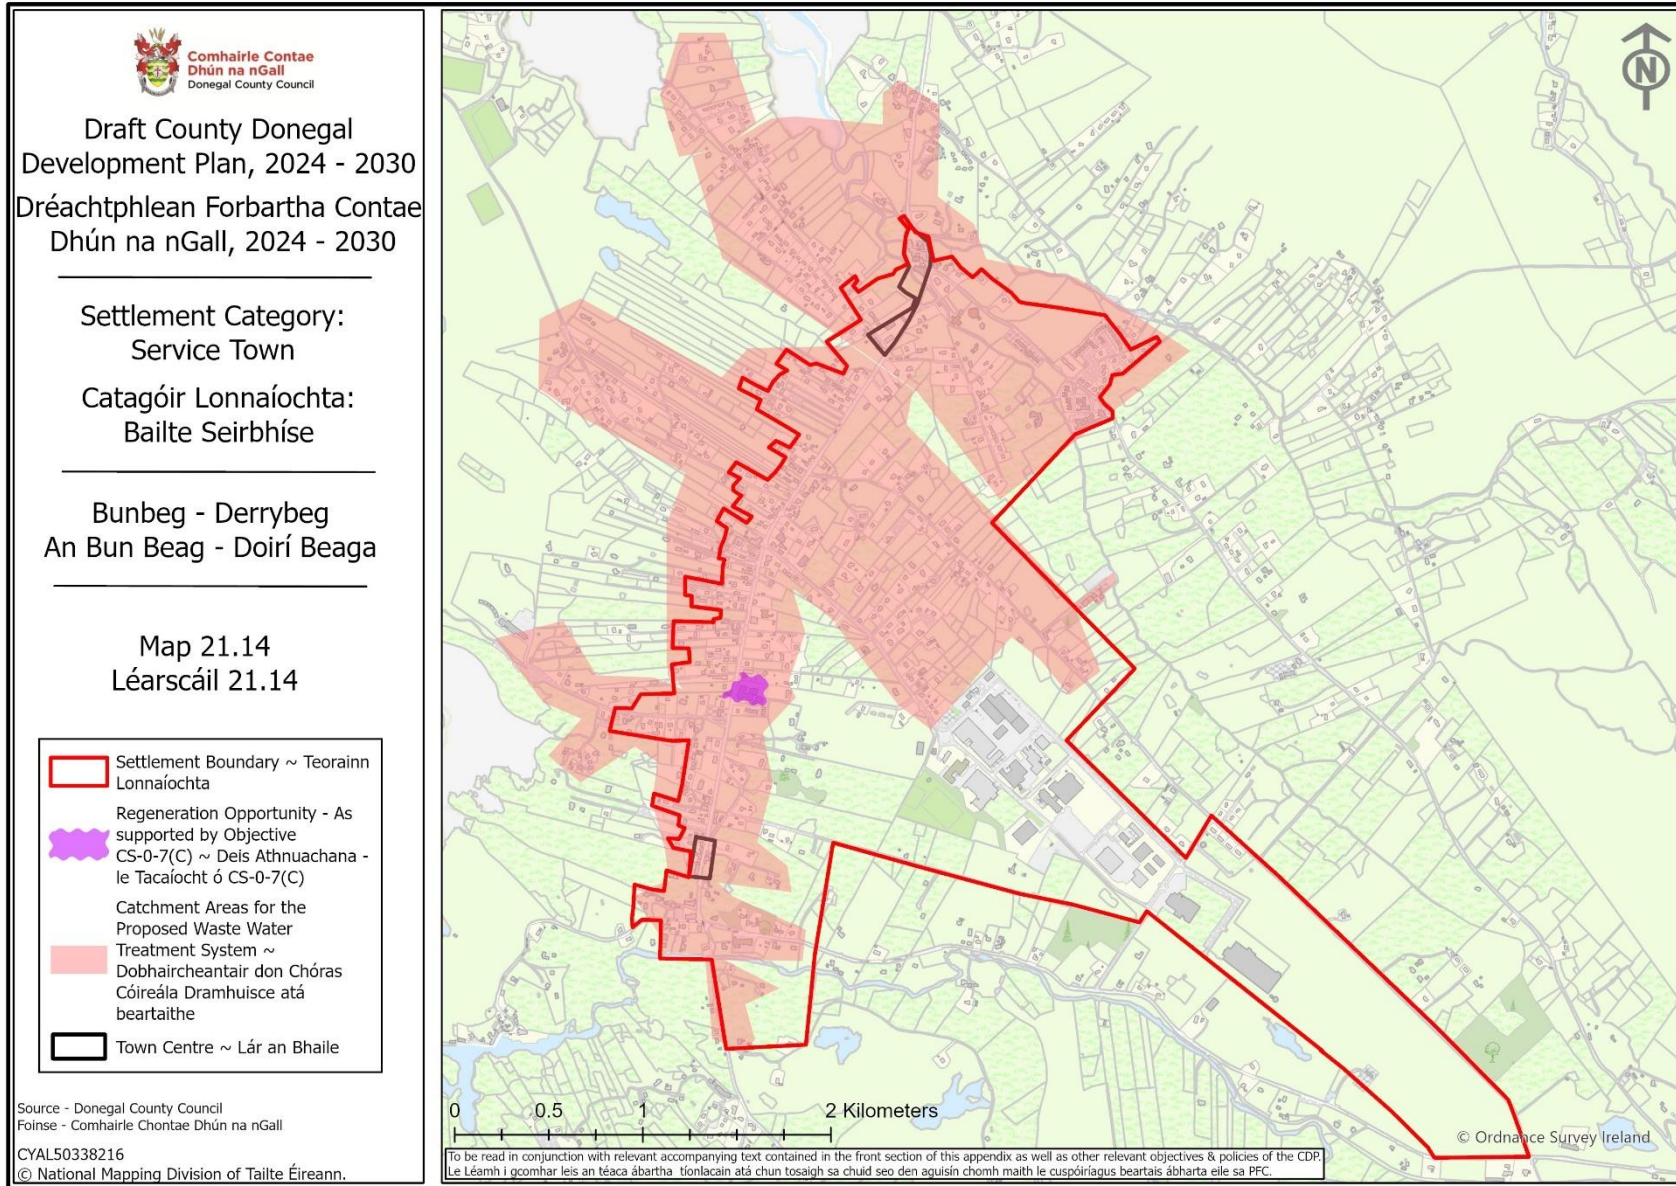 Comhairle Contae
Dhún na nGall
Donegal County Council
Draft County Donegal
Development Plan, 2024 - 2030
Dréachtphlean Forbartha Contae
Dhún na nGall, 2024 - 2030
Settlement Category:
Service Town
Catagóir Lonnaíochta:
Bailte Seirbhíse
Bunbeg - Derrybeg
An Bun Beag - Doirí Beaga
Map 21.14
Léarscáil 21.14
Settlement Boundary ~ Teorainn
Lonnaíochta
Regeneration Opportunity - As
supported by Objective
CS-0-7(C) ~ Deis Athnuachana -
le Tacaíocht ó CS-0-7(C)
Catchment Areas for the
Proposed Waste Water
Treatment System ~
Dobhaircheantair don Chóras
Cóireála Dramhuisce atá
beartaithe
Town Centre ~ Lár an Bhaile
Source - Donegal County Council
Foinse - Comhairle Chontae Dhún na nGall
CYAL50338216
© National Mapping Division of Tailte Éireann.
N
0 0.5 1 2 Kilometers
© Ordnance Survey Ireland
To be read in conjunction with relevant accompanying text contained in the front section of this appendix as well as other relevant objectives & policies of the CDP.
Le Léamh i gcomhar leis an téaca ábartha tíonlacain atá chun tosaigh sa chuid seo den aguisín chomh maith le cuspóiríagus beartais ábharta eile sa PFC.